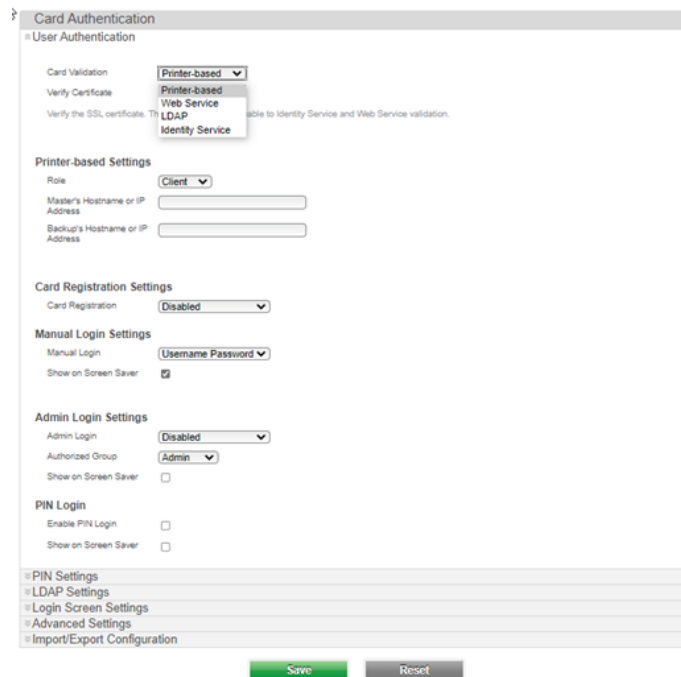 Card Authentication
User Authentication
Card Validation
Printer-based
Verify Certificate
Printer-based
Web Service
LDAP
Identity Service
Verify the SSL certificate. Th
able to Identity Service and Web Service validation.
Printer-based Settings
Role
Client
Master's Hostname or IP
Address
Backup's Hostname or IP
Address
Card Registration Settings
Card Registration
Disabled
Manual Login Settings
Manual Login
Username Password
Show on Screen Saver
Admin Login Settings
Admin Login
Disabled
Authorized Group
Admin
Show on Screen Saver
PIN Login
Enable PIN Login
Show on Screen Saver
PIN Settings
LDAP Settings
Login Screen Settings
Advanced Settings
Import/Export Configuration
Save
Reset